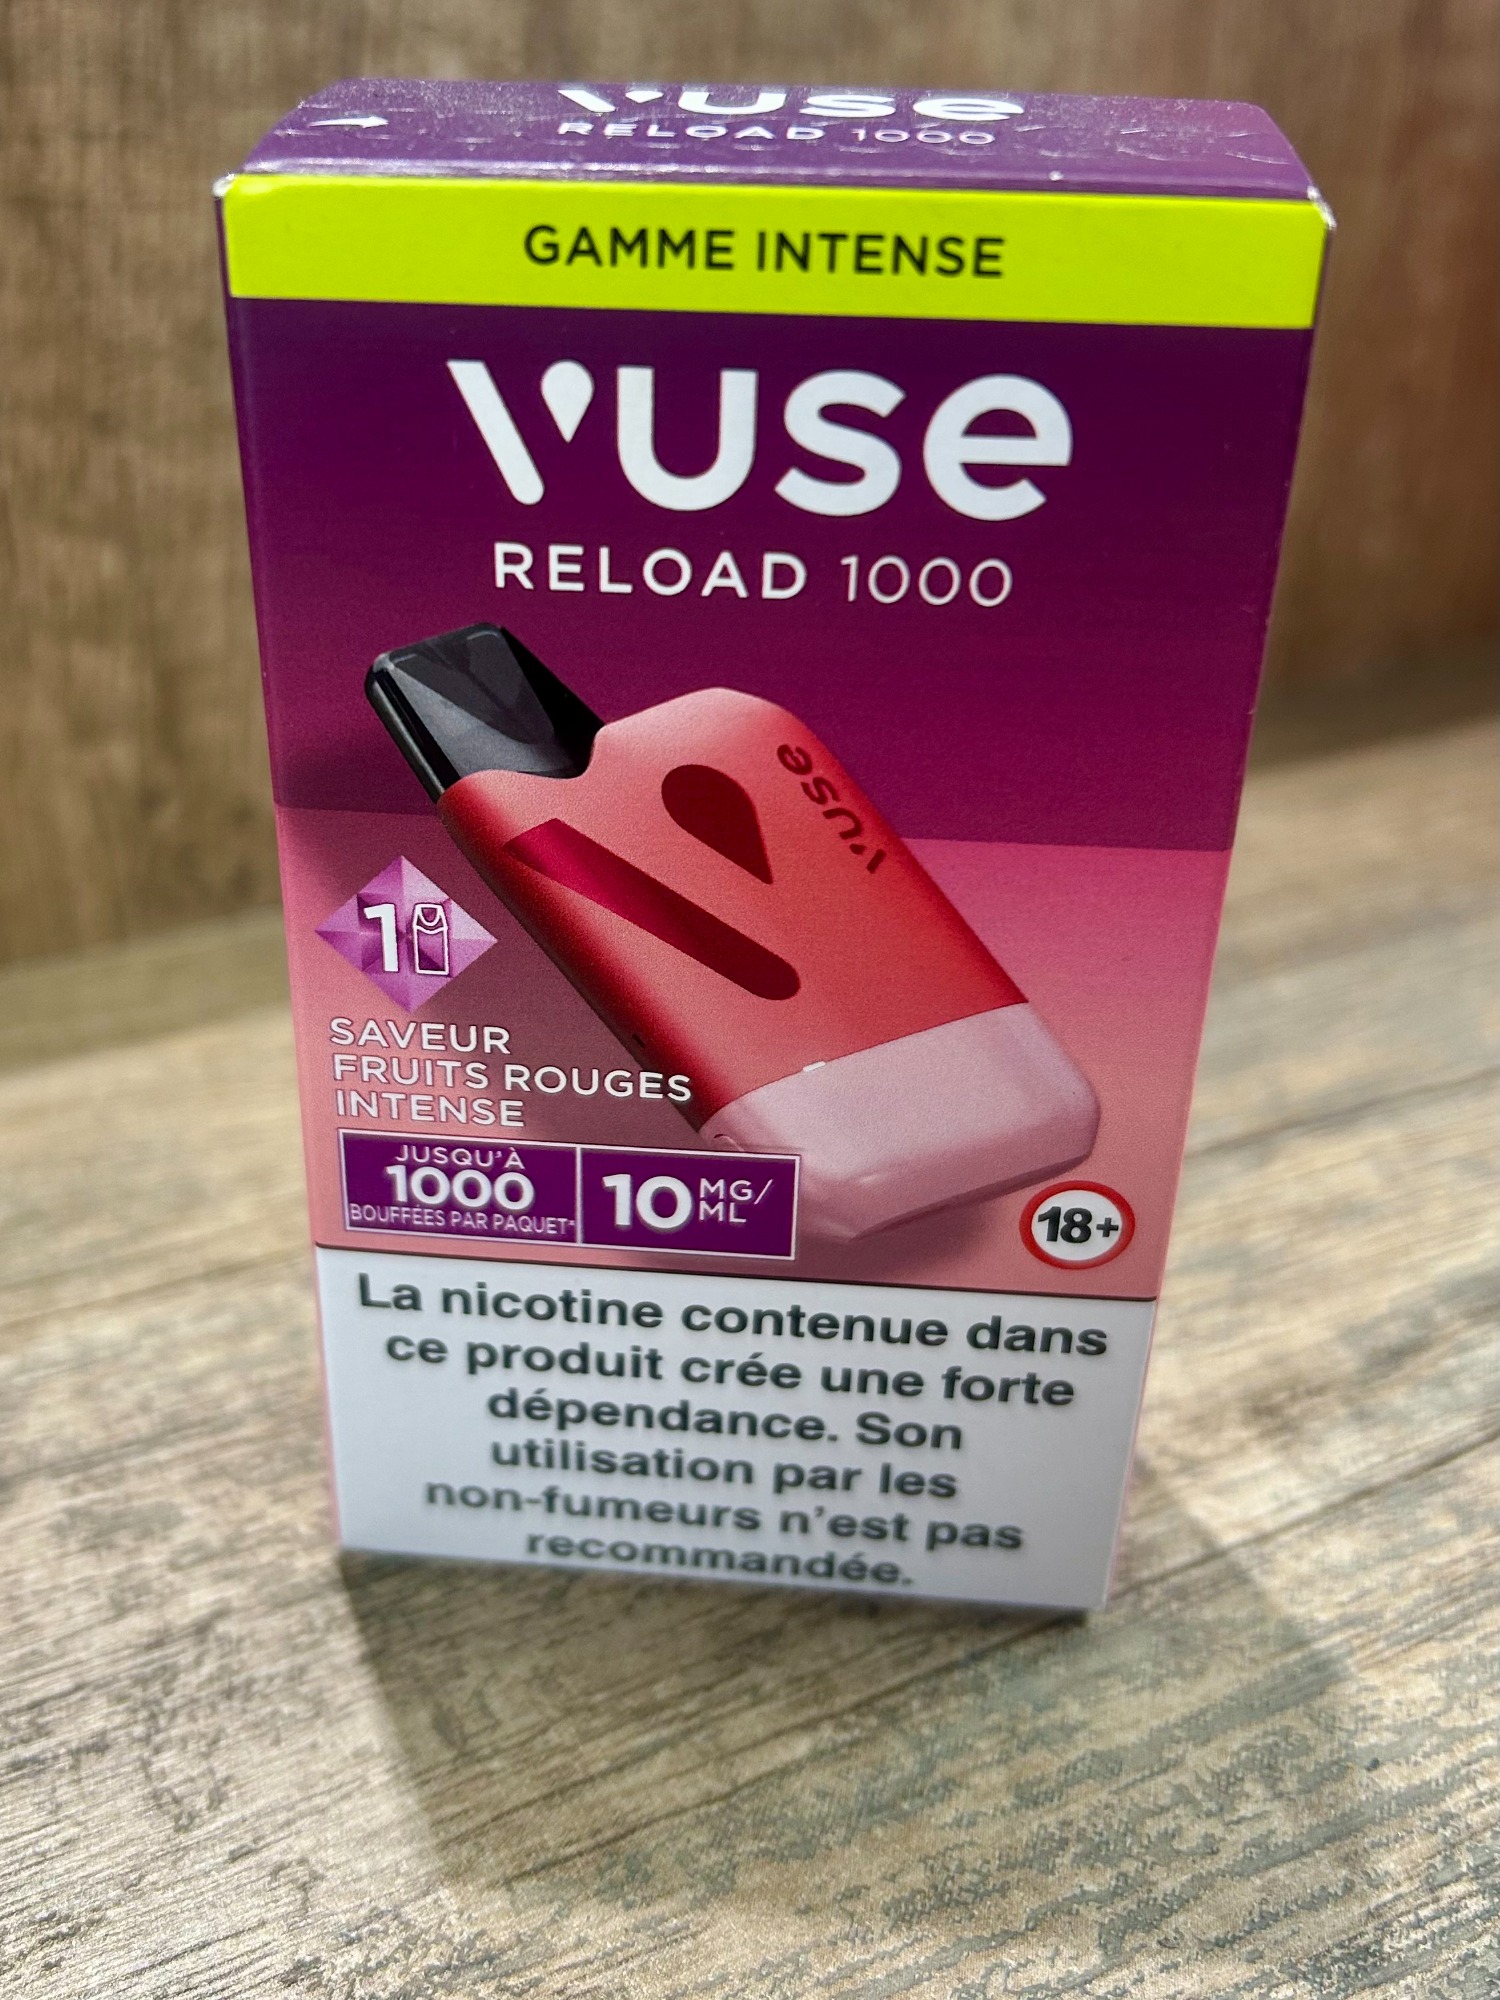 vuse
RELOAD 1000
GAMME INTENSE
vuse
RELOAD 1000
vuse
1
SAVEUR
FRUITS ROUGES
INTENSE
JUSQU'À
1000
BOUFFÉES PAR PAQUET*
10 MG/
ML
18+
La nicotine contenue dans
ce produit crée une forte
dépendance. Son
utilisation par les
non-fumeurs n'est pas
recommandée.